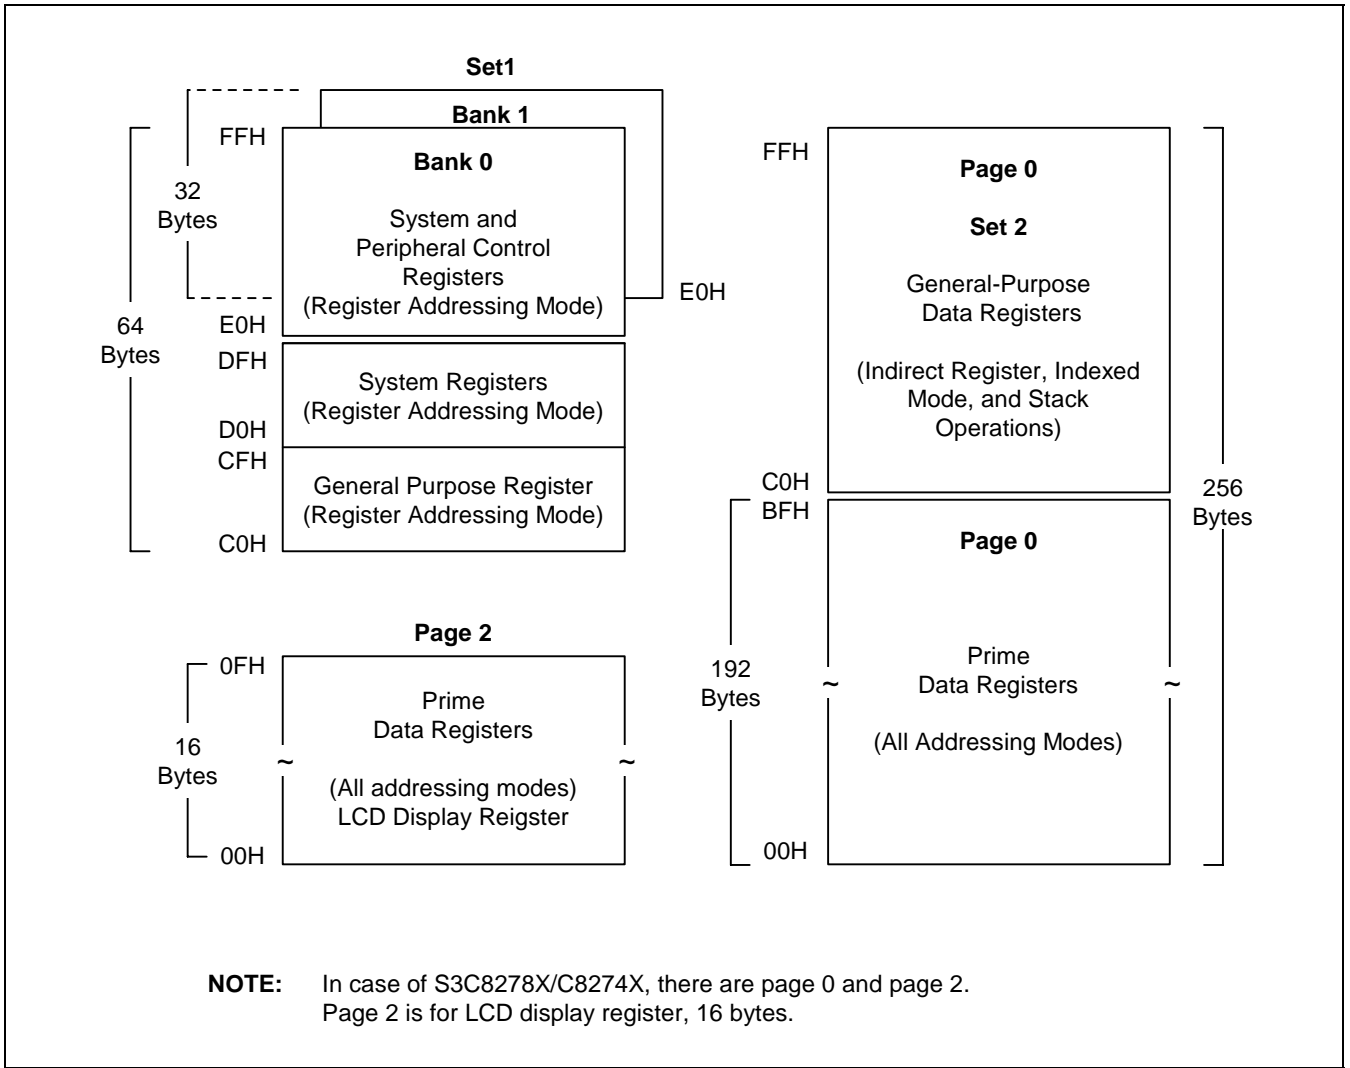 Set1
Bank 1
FFH
Bank 0
32
Bytes
System and
Peripheral Control
Registers
(Register Addressing Mode)
E0H
E0H
64
Bytes
DFH
System Registers
(Register Addressing Mode)
D0H
CFH
General Purpose Register
(Register Addressing Mode)
C0H
FFH
Page 0
Set 2
General-Purpose
Data Registers
(Indirect Register, Indexed
Mode, and Stack
Operations)
C0H
BFH
256
Bytes
Page 0
192
Bytes
Prime
Data Registers
~
~
(All Addressing Modes)
00H
Page 2
0FH
Prime
Data Registers
16
Bytes
~
~
(All addressing modes)
LCD Display Reigster
00H
NOTE: In case of S3C8278X/C8274X, there are page 0 and page 2.
Page 2 is for LCD display register, 16 bytes.